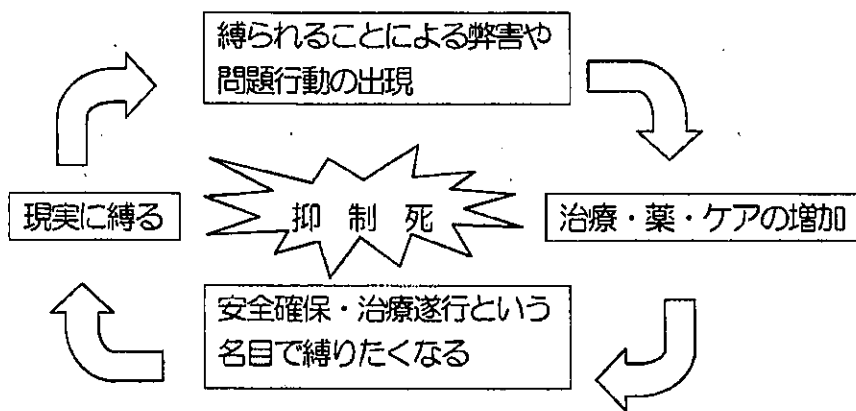 縛られることによる弊害や
問題行動の出現
現実に縛る
抑制死
治療・薬・ケアの増加
安全確保・治療遂行という
名目で縛りたくなる